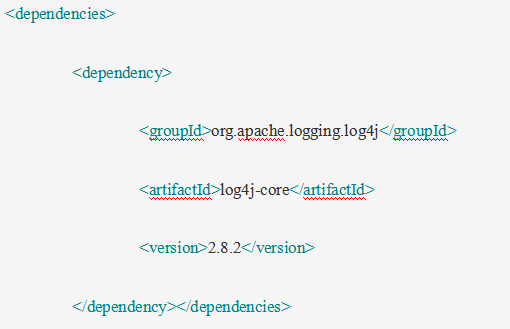 <dependencies>
<dependency>
<groupId>org.apache.logging.log4j</groupId>
<artifactId>log4j-core</artifactId>
<version>2.8.2</version>
</dependency></dependencies>